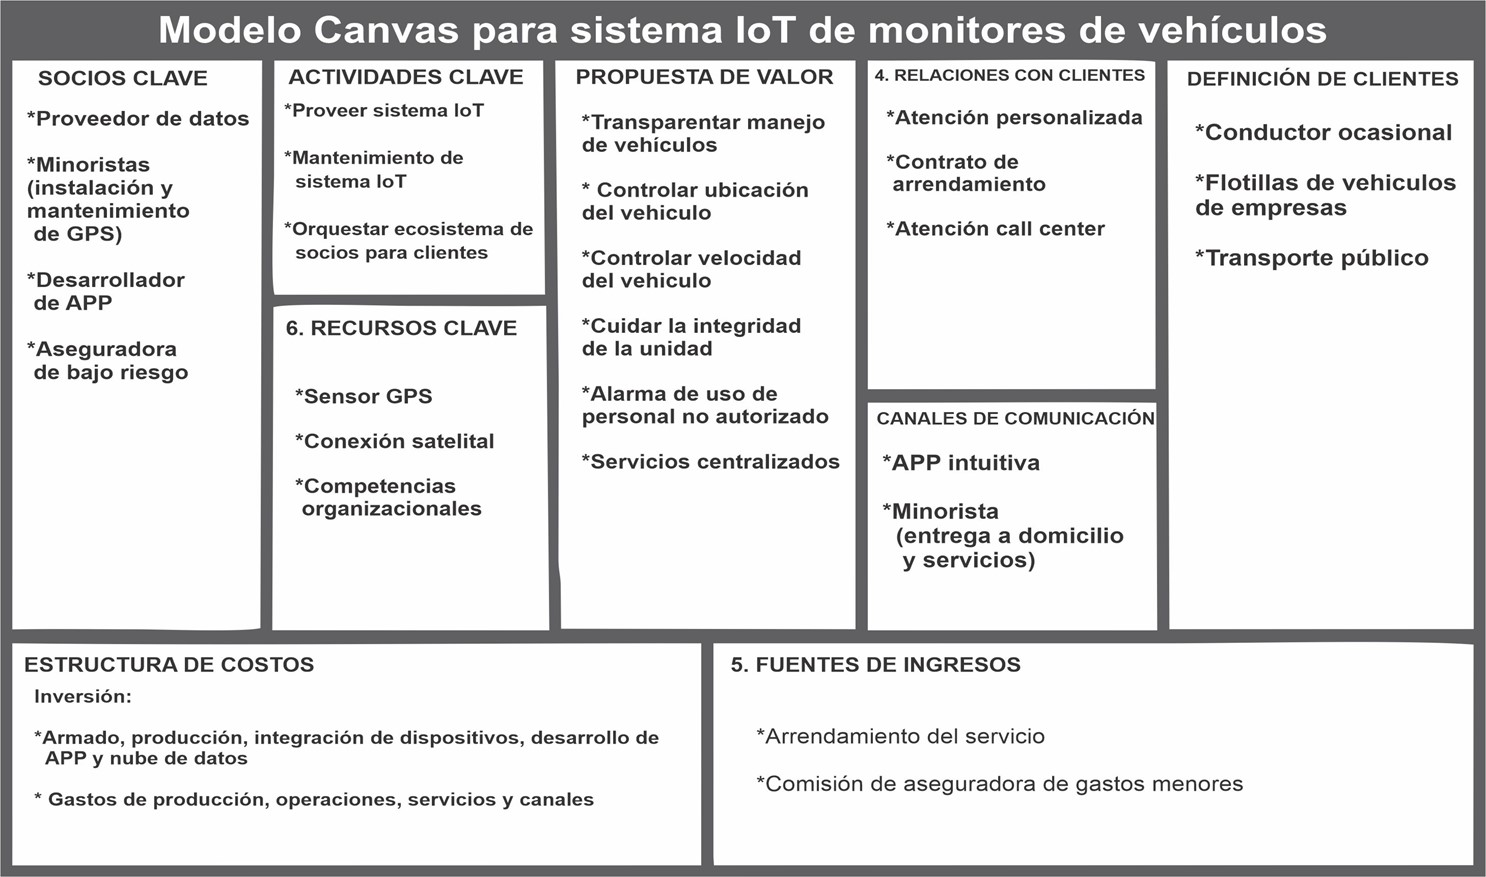 Modelo Canvas para sistema IoT de monitores de vehículos
SOCIOS CLAVE
*Proveedor de datos
*Minoristas
(instalación y
mantenimiento
de GPS)
*Desarrollador
de APP
*Aseguradora
de bajo riesgo
ACTIVIDADES CLAVE
*Proveer sistema IoT
*Mantenimiento de
sistema IoT
*Orquestar ecosistema de
socios para clientes
6. RECURSOS CLAVE
*Sensor GPS
*Conexión satelital
*Competencias
organizacionales
PROPUESTA DE VALOR
*Transparentar manejo
de vehículos
* Controlar ubicación
del vehiculo
*Controlar velocidad
del vehiculo
*Cuidar la integridad
de la unidad
*Alarma de uso de
personal no autorizado
*Servicios centralizados
4. RELACIONES CON CLIENTES
*Atención personalizada
*Contrato de
arrendamiento
*Atención call center
CANALES DE COMUNICACIÓN
*APP intuitiva
*Minorista
(entrega a domicilio
y servicios)
DEFINICIÓN DE CLIENTES
*Conductor ocasional
*Flotillas de vehiculos
de empresas
*Transporte público
ESTRUCTURA DE COSTOS
Inversión:
*Armado, producción, integración de dispositivos, desarrollo de
APP y nube de datos
* Gastos de producción, operaciones, servicios y canales
5. FUENTES DE INGRESOS
*Arrendamiento del servicio
*Comisión de aseguradora de gastos menores